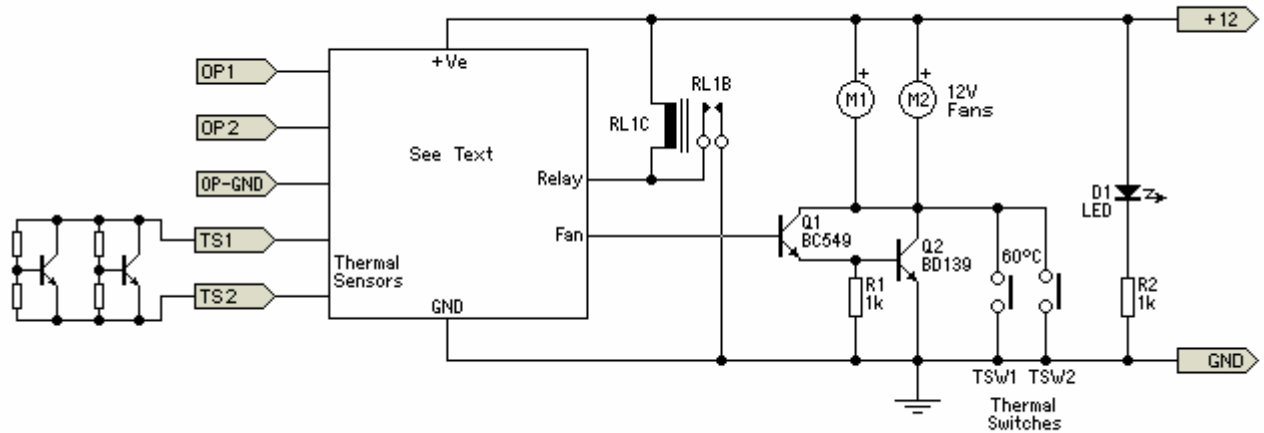 +12
+Ve
OP1
OP2
OP-GND
TS1
TS2
See Text
Thermal
Sensors
GND
Relay
Fan
RL1C
RL1B
M1
+
M2
+
12V
Fans
Q1
BC549
Q2
BD139
R1
1k
60ºC
D1
LED
R2
1k
GND
TSW1 TSW2
Thermal
Switches